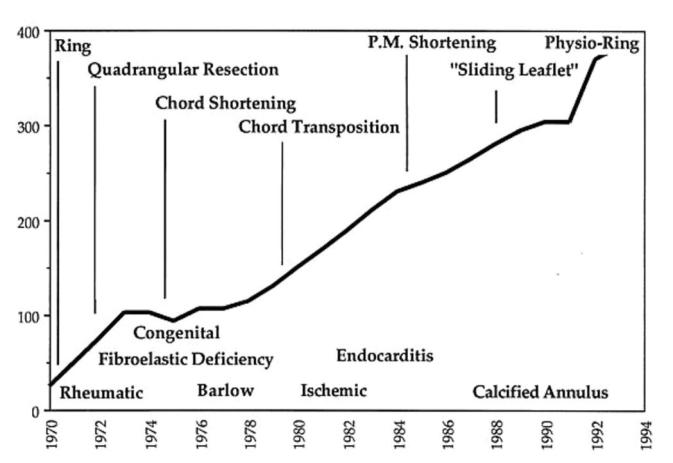 400
Ring
P.M. Shortening
Physio-Ring
Quadrangular Resection
"Sliding Leaflet"
Chord Shortening
300
Chord Transposition
200
100
Congenital
Fibroelastic Deficiency
Endocarditis
Rheumatic
Barlow
Ischemic
Calcified Annulus
0
1970
1972
1974
1976
1978
1980
1982
1984
1986
1988
1990
1992
1994